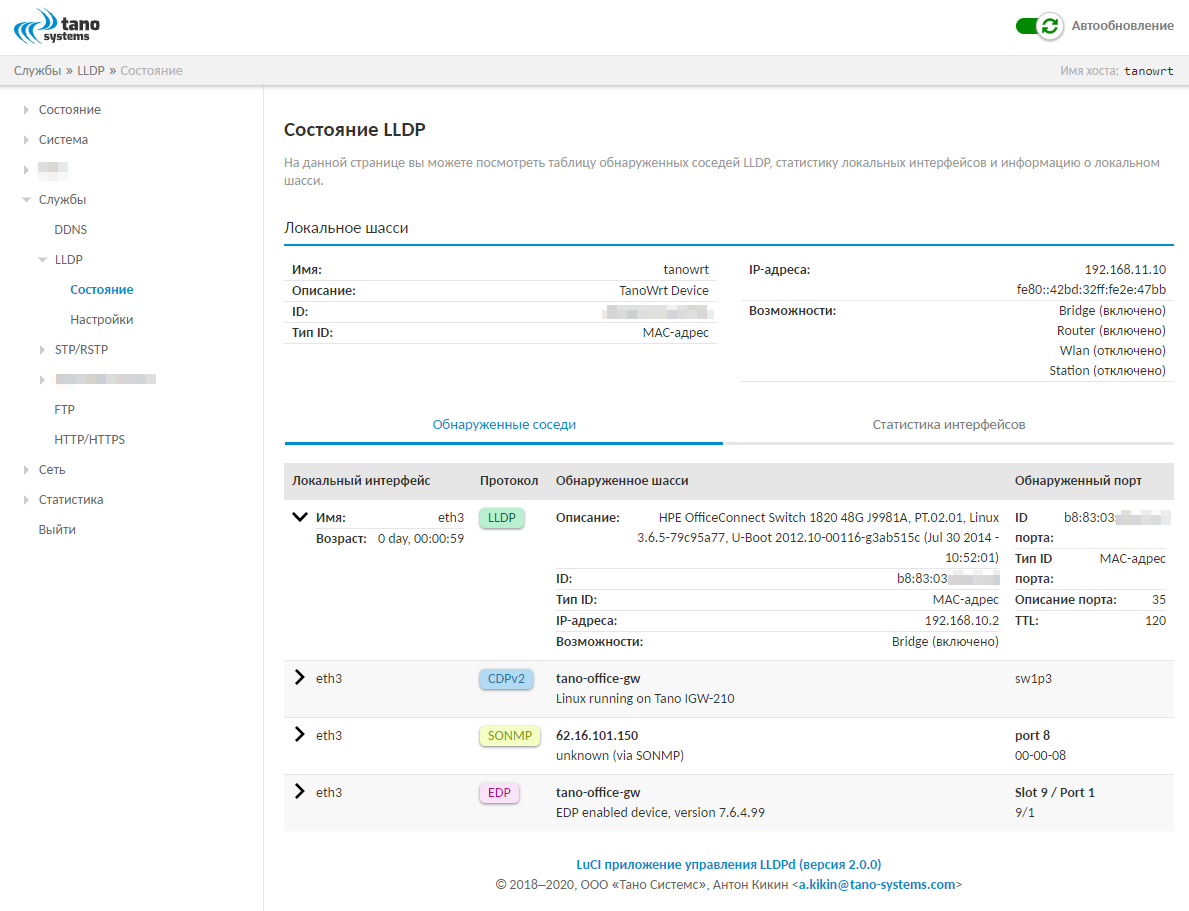 tano systems
Автообновление
Службы » LLDP » Состояние
Имя хоста: tanowrt
Состояние
Система
Службы
DDNS
LLDP
Состояние
Настройки
STP/RSTP
FTP
HTTP/HTTPS
Сеть
Статистика
Выйти
Состояние LLDP
На данной странице вы можете посмотреть таблицу обнаруженных соседей LLDP, статистику локальных интерфейсов и информацию о локальном
шасси.
Локальное шасси
Имя: tanowrt
Описание: TanoWrt Device
ID:
Тип ID: MAC-адрес
IP-адреса: 192.168.11.10
fe80::42bd:32ff:fe2e:47bb
Возможности: Bridge (включено)
Router (включено)
Wlan (отключено)
Station (отключено)
Обнаруженные соседи
Статистика интерфейсов
Локальный интерфейс Протокол Обнаруженное шасси Обнаруженный порт
Имя: eth3
Возраст: 0 day, 00:00:59
LLDP
Описание: HPE OfficeConnect Switch 1820 48G J9981A, PT.02.01, Linux
3.6.5-79c95a77, U-Boot 2012.10-00116-g3ab515c (Jul 30 2014 -
10:52:01)
ID: b8:83:03
Тип ID: MAC-адрес
IP-адреса: 192.168.10.2
Возможности: Bridge (включено)
ID b8:83:03:
порта:
Тип ID MAC-адрес
порта:
Описание порта: 35
TTL: 120
eth3 CDPv2 tano-office-gw sw1p3
Linux running on Tano IGW-210
eth3 SONMP 62.16.101.150 port 8
unknown (via SONMP) 00-00-08
eth3 EDP tano-office-gw Slot 9 / Port 1
EDP enabled device, version 7.6.4.99 9/1
LuCI приложение управления LLDPd (версия 2.0.0)
© 2018–2020, ООО «Тано Системс», Антон Кикин <a.kikin@tano-systems.com>